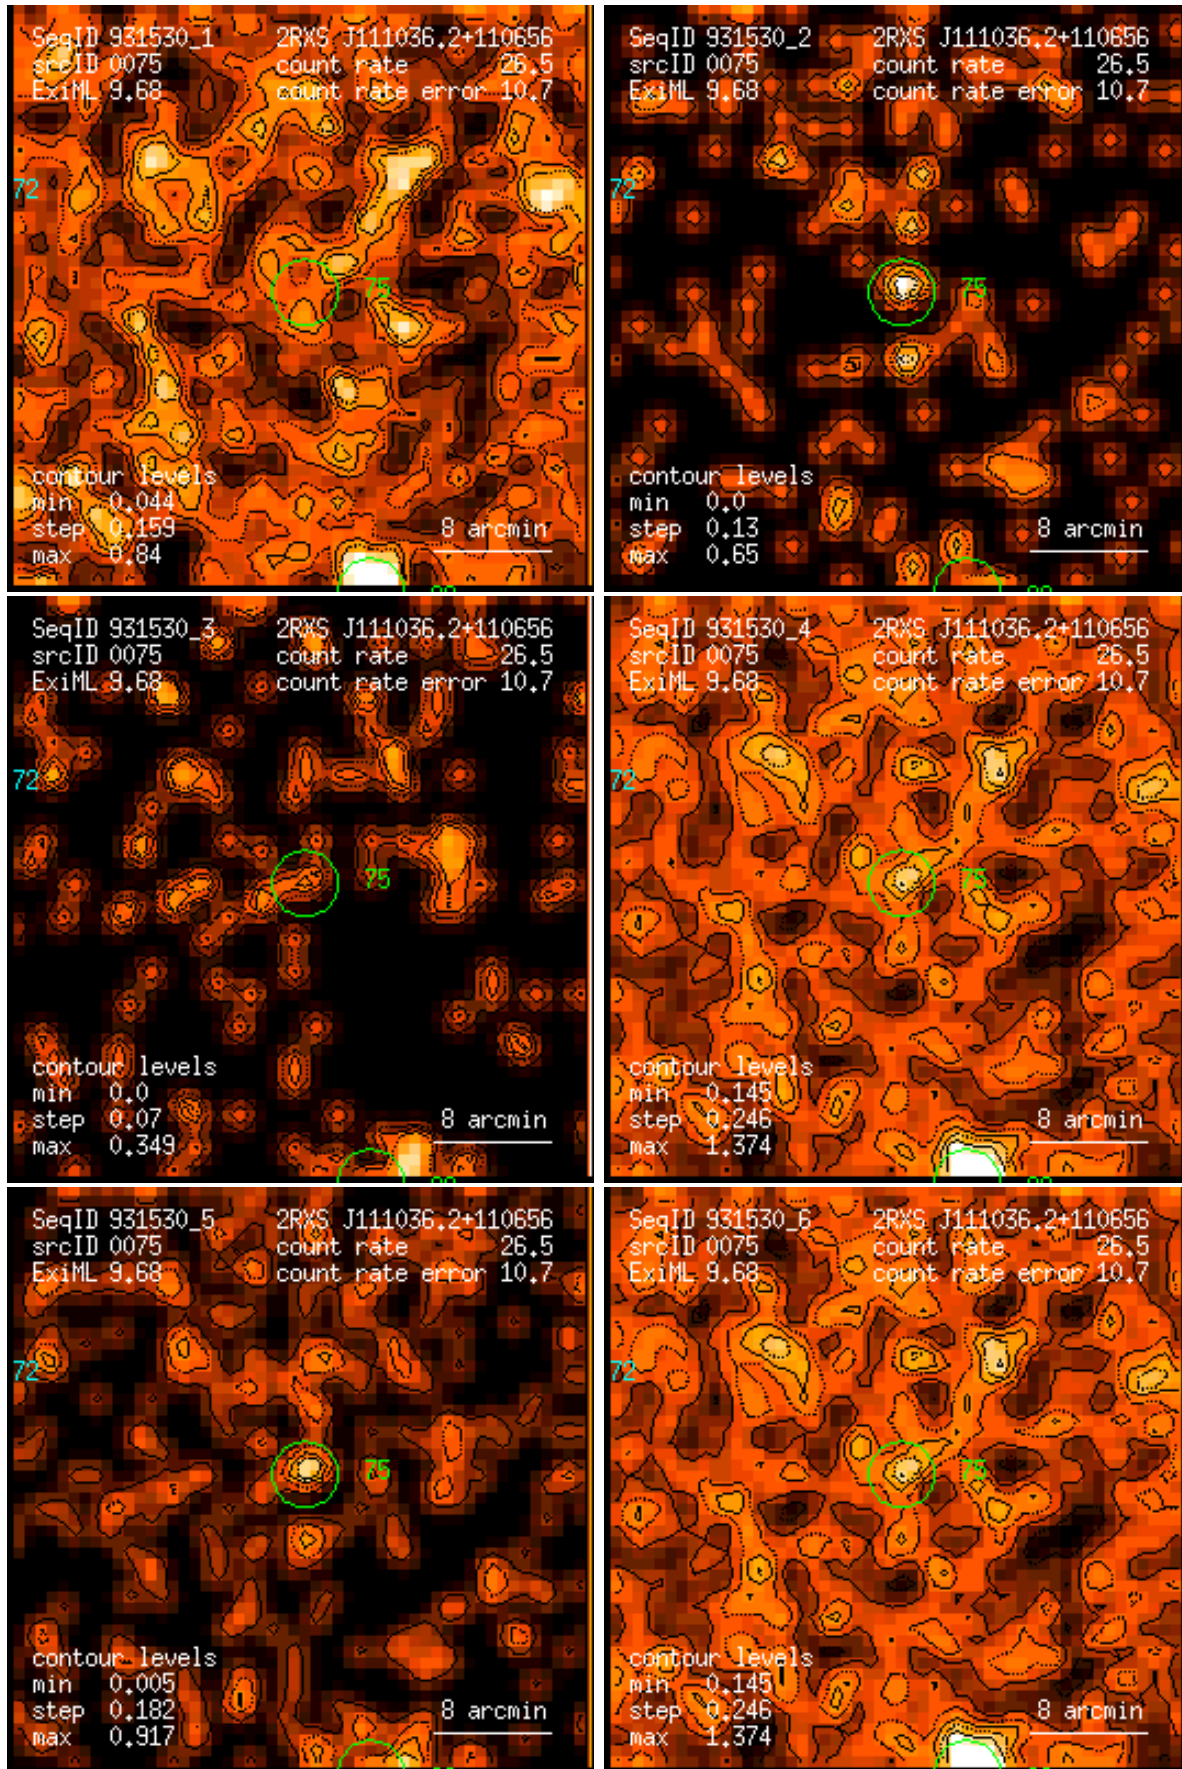 SeqID 931530_1 2RXS J111036.2+110656
srcID 0075 count rate 26.5
ExiML 9.68 count rate error 10.7
72
75
contour levels
min 0.044
step 0.159 8 arcmin
max 0.84
SeqID 931530_2 2RXS J111036.2+110656
srcID 0075 count rate 26.5
ExiML 9.68 count rate error 10.7
72
75
contour levels
min 0.0
step 0.13 8 arcmin
max 0.65
SeqID 931530_3 2RXS J111036.2+110656
srcID 0075 count rate 26.5
ExiML 9.68 count rate error 10.7
72
75
contour levels
min 0.0
step 0.07 8 arcmin
max 0.349
SeqID 931530_4 2RXS J111036.2+110656
srcID 0075 count rate 26.5
ExiML 9.68 count rate error 10.7
72
75
contour levels
min 0.145
step 0.246 8 arcmin
max 1.374
SeqID 931530_5 2RXS J111036.2+110656
srcID 0075 count rate 26.5
ExiML 9.68 count rate error 10.7
72
75
contour levels
min 0.005
step 0.182 8 arcmin
max 0.917
SeqID 931530_6 2RXS J111036.2+110656
srcID 0075 count rate 26.5
ExiML 9.68 count rate error 10.7
72
75
contour levels
min 0.145
step 0.246 8 arcmin
max 1.374